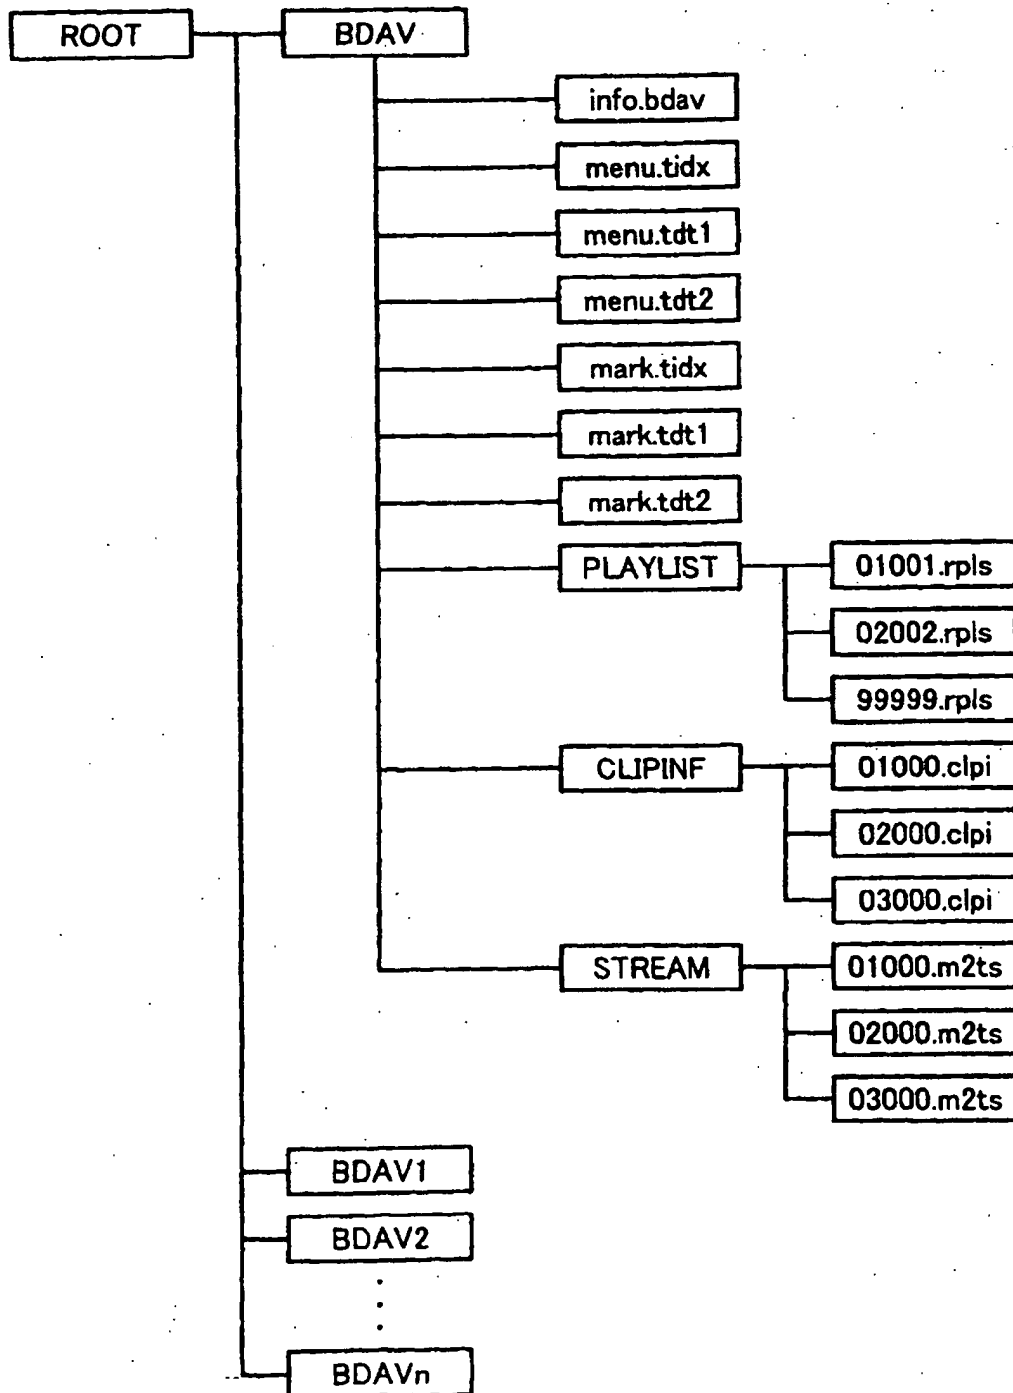 ROOT
BDAV
info.bdav
menu.tidx
menu.tdt1
menu.tdt2
mark.tidx
mark.tdt1
mark.tdt2
PLAYLIST
01001.rpls
02002.rpls
99999.rpls
CLIPINF
01000.clpi
02000.clpi
03000.clpi
STREAM
01000.m2ts
02000.m2ts
03000.m2ts
BDAV1
BDAV2
BDAVn